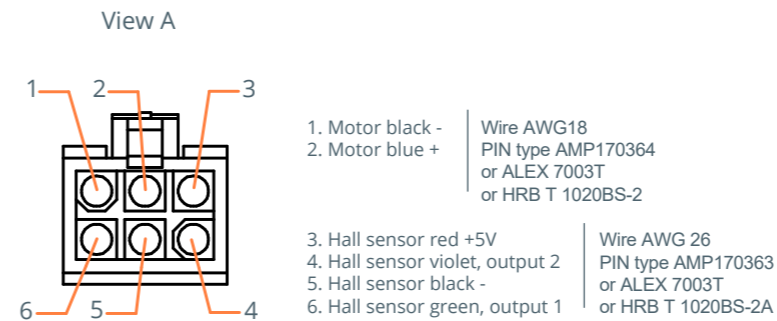 View A
1 2 3
1. Motor black -
2. Motor blue +
Wire AWG18
PIN type AMP170364
or ALEX 7003T
or HRB T 1020BS-2
3. Hall sensor red +5V
4. Hall sensor violet, output 2
5. Hall sensor black -
6. Hall sensor green, output 1
Wire AWG 26
PIN type AMP170363
or ALEX 7003T
or HRB T 1020BS-2A
6 5 4